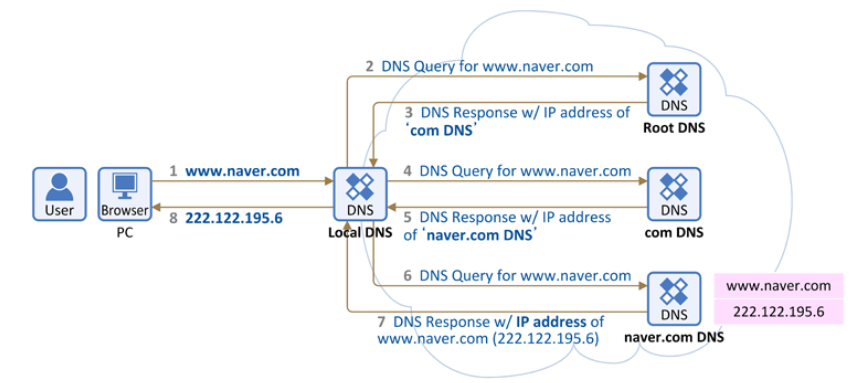 2 DNS Query for www.naver.com
DNS
Root DNS
3 DNS Response w/ IP address of
‘com DNS’
1 www.naver.com
4 DNS Query for www.naver.com
User
Browser
PC
DNS
Local DNS
DNS
com DNS
8 222.122.195.6
5 DNS Response w/ IP address
of ‘naver.com DNS’
6 DNS Query for www.naver.com
DNS
naver.com DNS
www.naver.com
222.122.195.6
7 DNS Response w/ IP address of
www.naver.com (222.122.195.6)